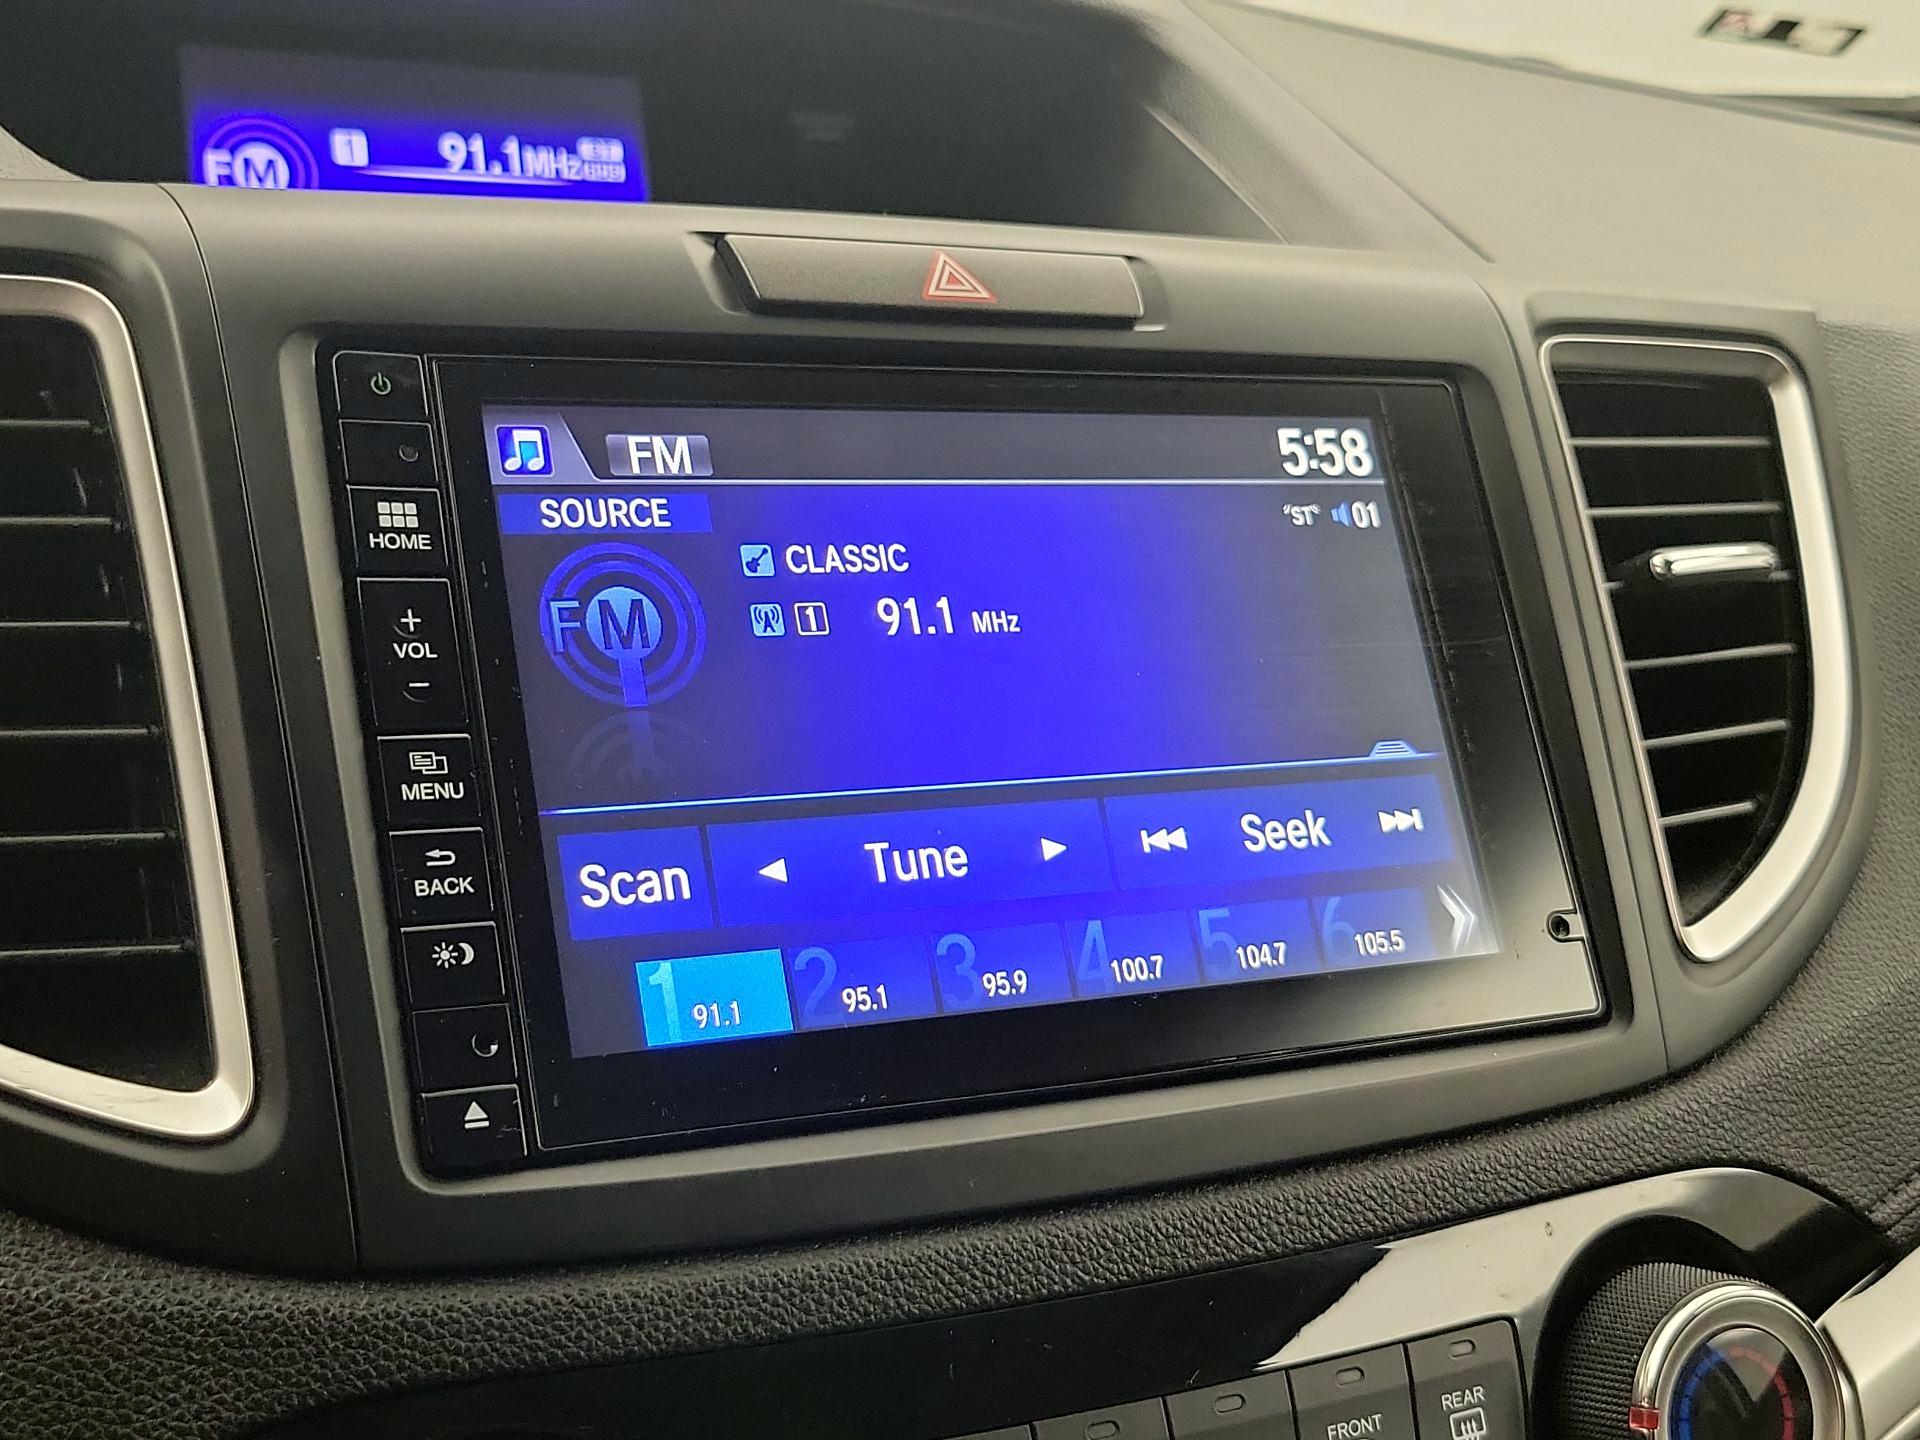 FM 1 91.1MHz ST
FM 5:58
SOURCE
"ST" 01
CLASSIC
FM
1 91.1 MHz
HOME
+
VOL
-
MENU
BACK
Scan Tune Seek
1 91.1 2 95.1 3 95.9 4 100.7 5 104.7 6 105.5
FRONT REAR